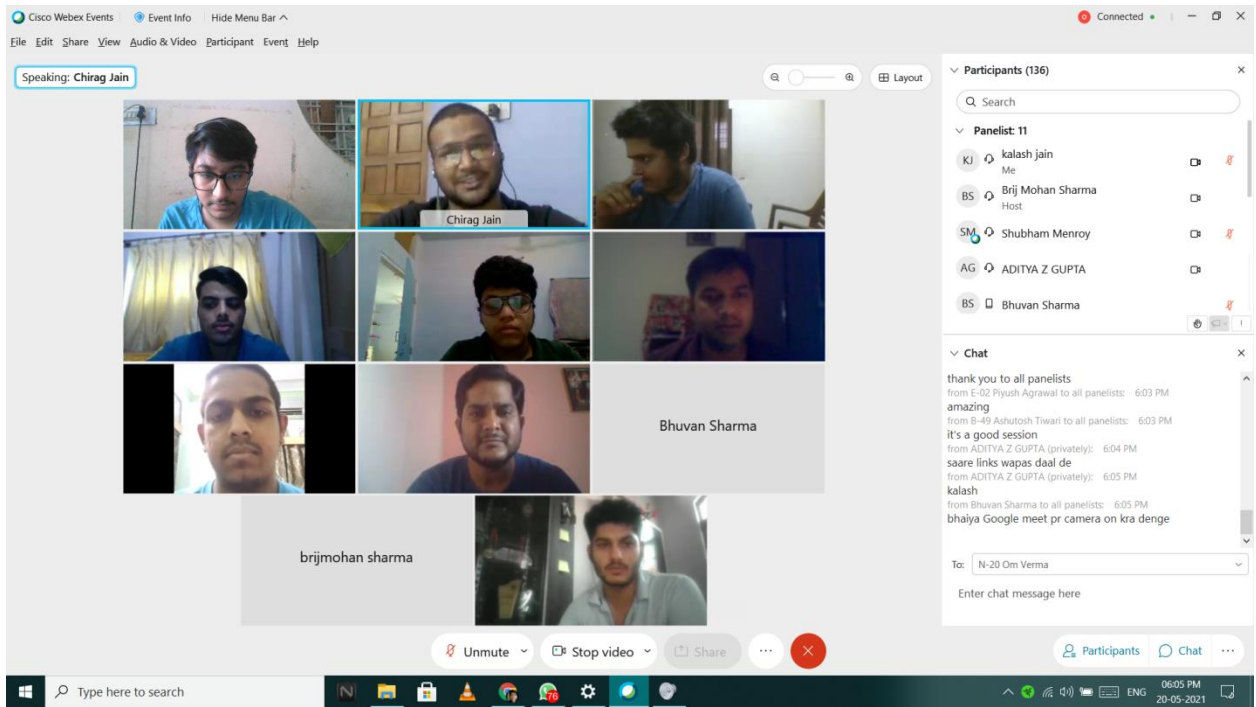 Cisco Webex Events Event Info Hide Menu Bar
Connected
File Edit Share View Audio & Video Participant Event Help
Speaking: Chirag Jain
Layout
Chirag Jain
Bhuvan Sharma
brijmohan sharma
Participants (136)
Search
Panelist: 11
KJ kalash jain
Me
BS Brij Mohan Sharma
Host
SM Shubham Menroy
AG ADITYA Z GUPTA
BS Bhuvan Sharma
Chat
thank you to all panelists
from E-02 Piyush Agrawal to all panelists: 6:03 PM
amazing
from B-49 Ashutosh Tiwari to all panelists: 6:03 PM
it's a good session
from ADITYA Z GUPTA (privately): 6:04 PM
saare links wapas daal de
from ADITYA Z GUPTA (privately): 6:05 PM
kalash
from Bhuvan Sharma to all panelists: 6:05 PM
bhaiya Google meet pr camera on kra denge
To: N-20 Om Verma
Enter chat message here
Unmute Stop video Share
Participants Chat
Type here to search
76
ENG
06:05 PM
20-05-2021